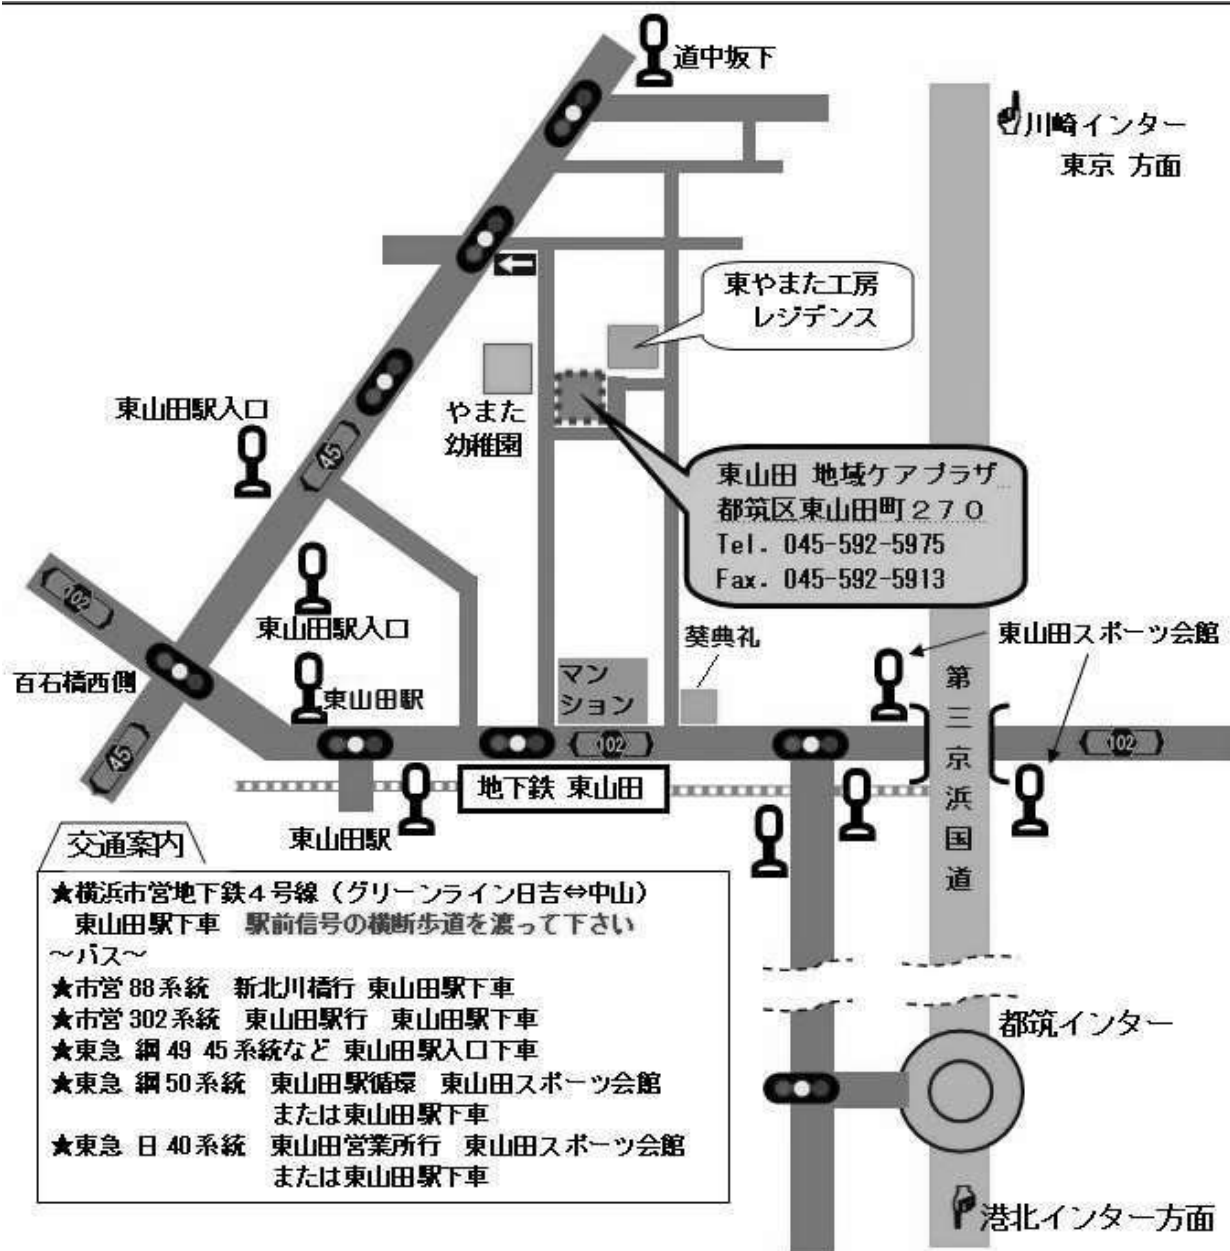 道中坂下
川崎インター
東京 方面
東やまた工房
レジデンス
東山田駅入口
やまた
幼稚園
45
東山田 地域ケアプラザ
都筑区東山田町270
Tel. 045-592-5975
Fax. 045-592-5913
102
東山田駅入口
葵典礼
東山田スポーツ会館
百石橋西側
東山田駅
マン
ション
第三京浜国道
45
102
102
地下鉄 東山田
東山田駅
交通案内
★横浜市営地下鉄4号線（グリーンライン日吉⇔中山）
東山田駅下車 駅前信号の横断歩道を渡って下さい
～バス～
★市営88系統 新北川橋行 東山田駅下車
★市営302系統 東山田駅行 東山田駅下車
★東急 綱49 45系統など 東山田駅入口下車
★東急 綱50系統 東山田駅循環 東山田スポーツ会館
または東山田駅下車
★東急 日40系統 東山田営業所行 東山田スポーツ会館
または東山田駅下車
都筑インター
港北インター方面